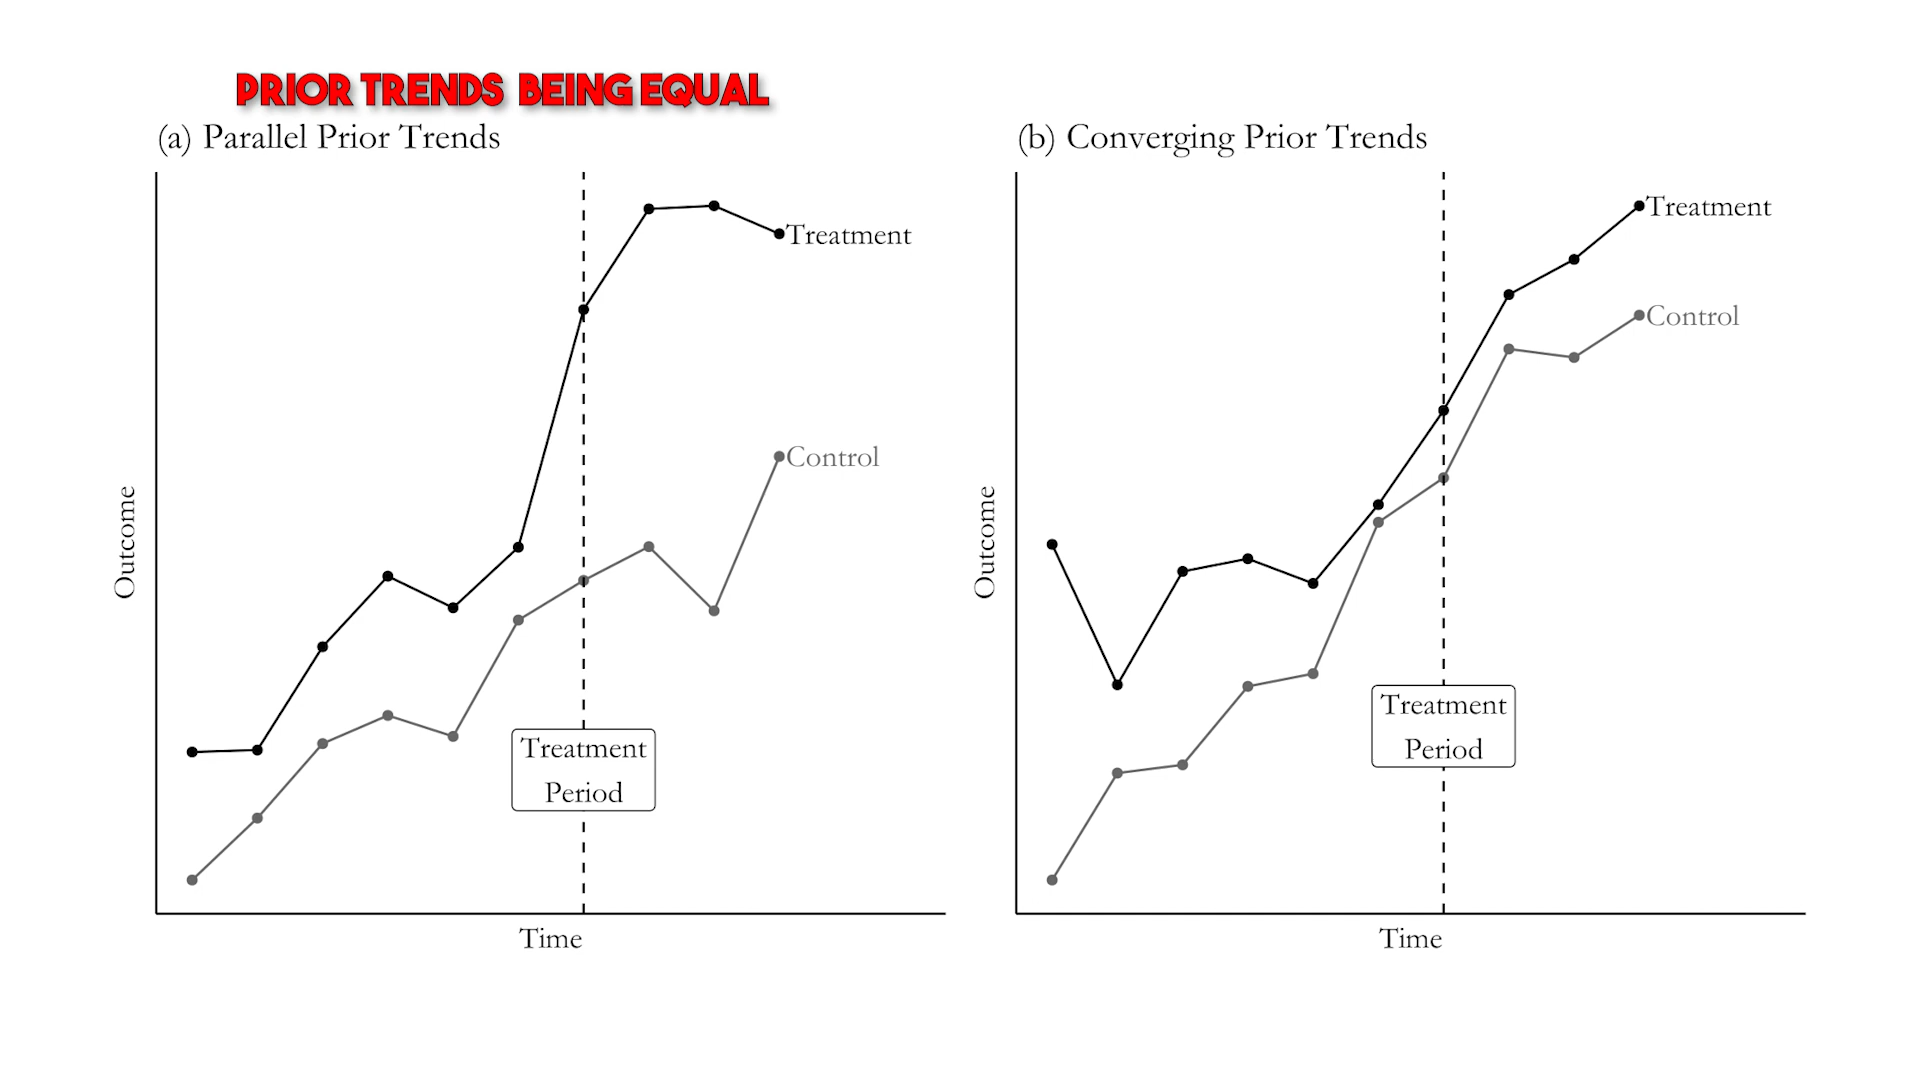 PRIOR TRENDS BEING EQUAL
(a) Parallel Prior Trends
Outcome
Treatment
Control
Treatment
Period
Time
(b) Converging Prior Trends
Outcome
Treatment
Control
Treatment
Period
Time